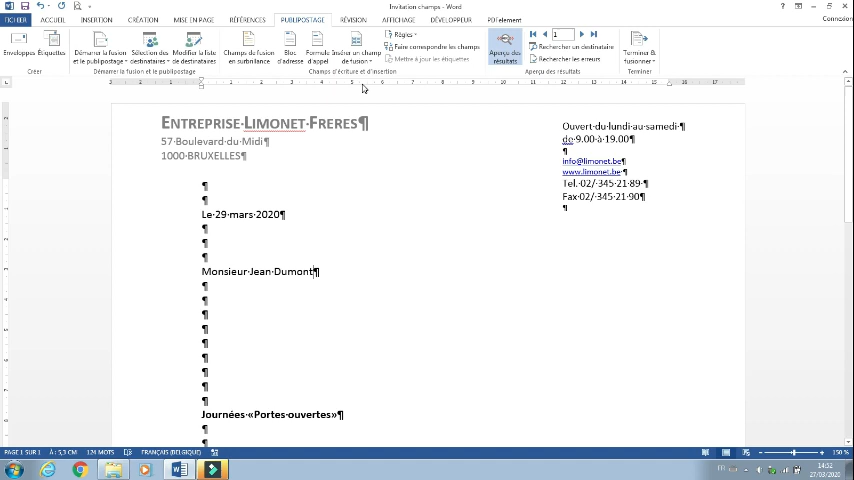 Invitation champs - Word
Connexion
FICHIER ACCUEIL INSERTION CRÉATION MISE EN PAGE RÉFÉRENCES PUBLIPOSTAGE RÉVISION AFFICHAGE DÉVELOPPEUR PDFelement
Enveloppes Étiquettes
Créer
Démarrer la fusion et le publipostage
Sélection des destinataires
Modifier la liste de destinataires
Démarrer la fusion et le publipostage
Champs de fusion en surbrillance
Bloc d'adresse
Formule d'appel
Insérer un champ de fusion
Règles
Faire correspondre les champs
Mettre à jour les étiquettes
Champs d'écriture et d'insertion
Aperçu des résultats
1
Rechercher un destinataire
Rechercher les erreurs
Aperçu des résultats
Terminer & fusionner
Terminer
ENTREPRISE·LIMONET·FRERES¶
57·Boulevard·du·Midi¶
1000·BRUXELLES¶
Ouvert·du·lundi·au·samedi·¶
de·9.00·à·19.00¶
¶
info@limonet.be¶
www.limonet.be·¶
Tel.·02/·345·21·89·¶
Fax·02/·345·21·90¶
¶
¶
¶
Le·29·mars·2020¶
¶
¶
¶
Monsieur·Jean·Dumont¶
¶
¶
¶
¶
¶
¶
¶
¶
¶
Journées·«Portes·ouvertes»¶
¶
¶
PAGE 1 SUR 1 À : 5,3 CM 124 MOTS FRANÇAIS (BELGIQUE) 150 %
FR 14:52
27/03/2020